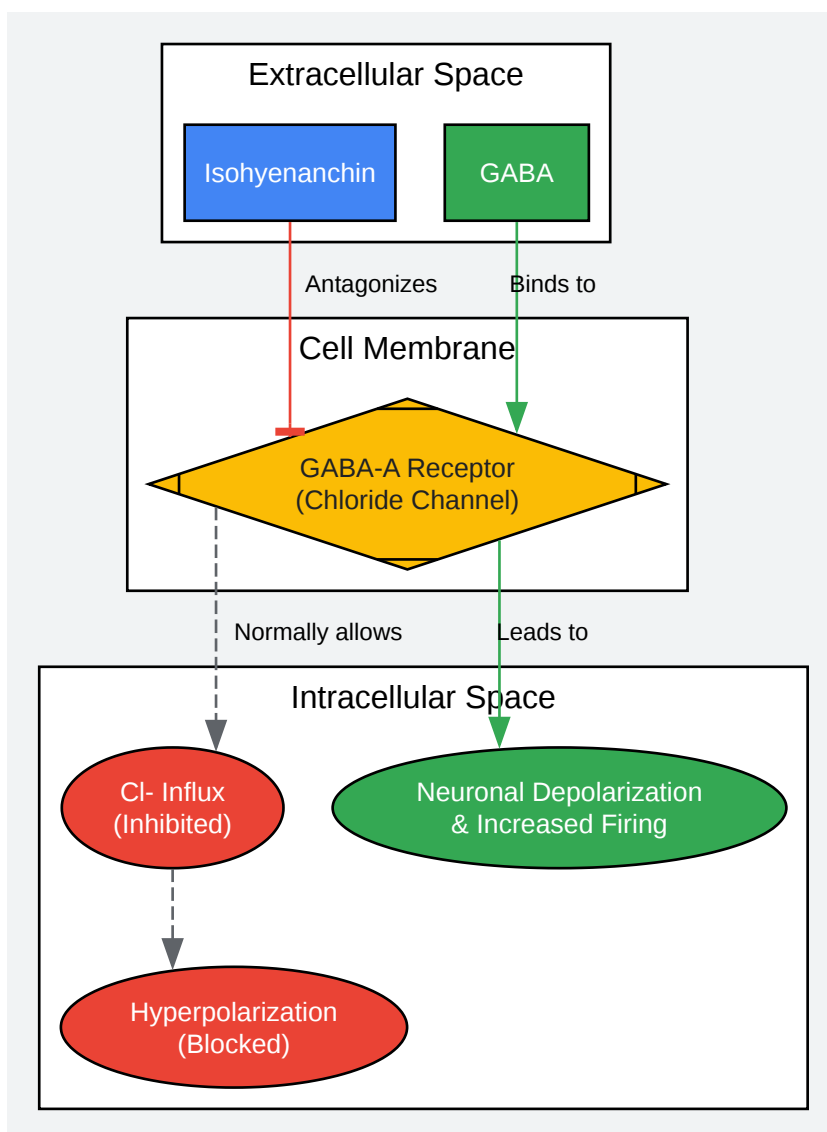 Extracellular Space
Isohyenanchin
GABA
Antagonizes
Binds to
Cell Membrane
GABA-A Receptor
(Chloride Channel)
Normally allows
Leads to
Intracellular Space
Cl- Influx
(Inhibited)
Neuronal Depolarization
& Increased Firing
Hyperpolarization
(Blocked)